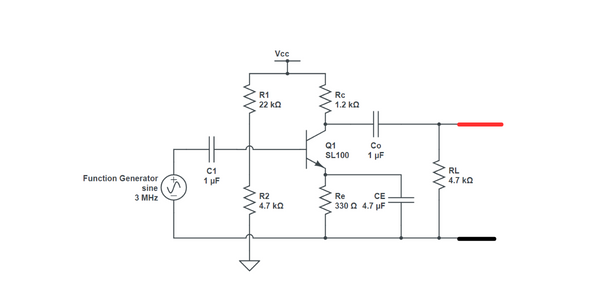 Vcc
R1
22 kΩ
Rc
1.2 kΩ
Q1
SL100
Co
1 µF
C1
1 µF
Function Generator
sine
3 MHz
RL
4.7 kΩ
R2
4.7 kΩ
Re
330 Ω
CE
4.7 µF